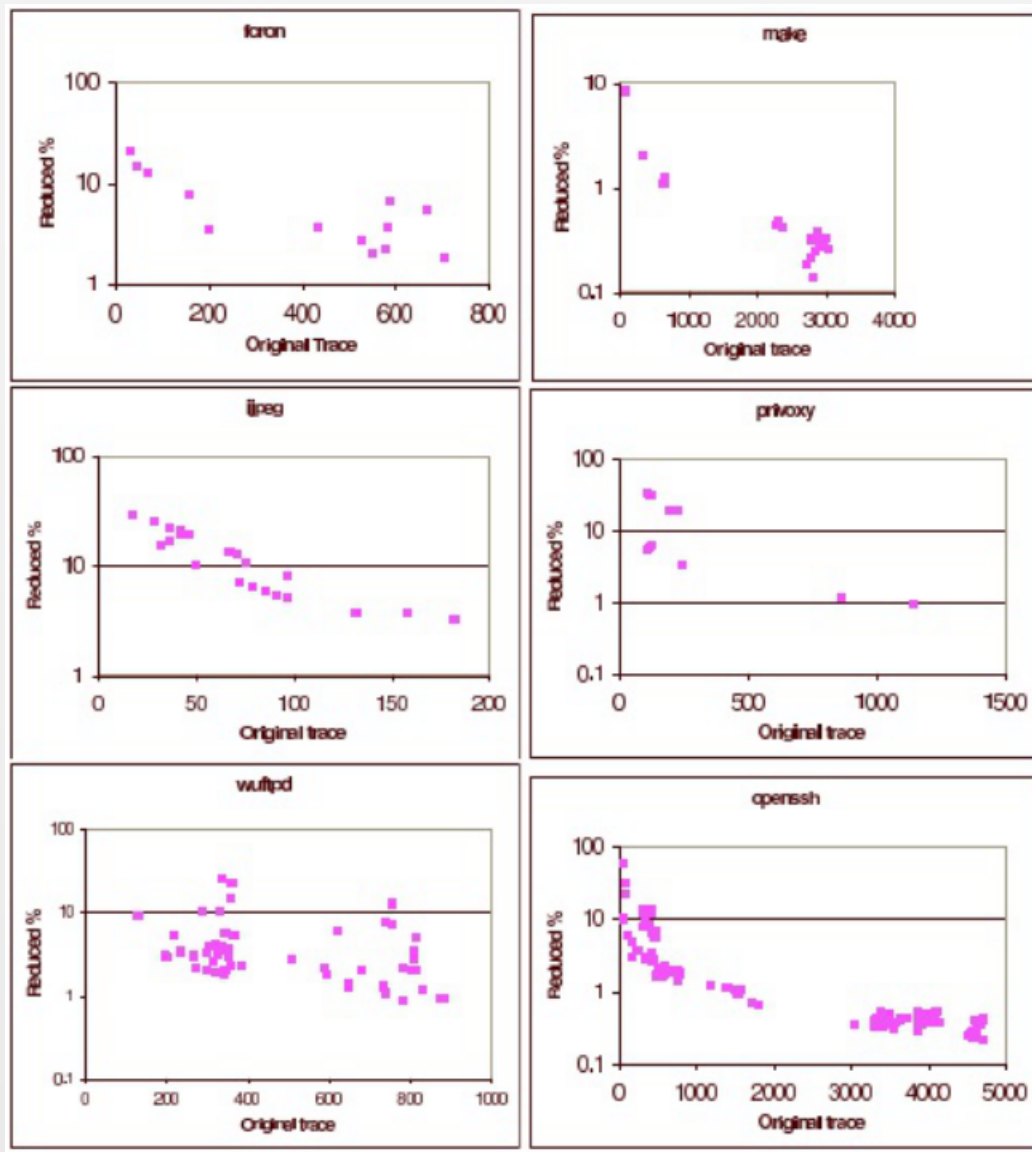 fcron
100
10
1
0 200 400 600 800
Reduced %
Original Trace
make
10
1
0.1
0 1000 2000 3000 4000
Reduced %
Original trace
ijpeg
100
10
1
0 50 100 150 200
Reduced %
Original trace
privoxy
100
10
1
0.1
0 500 1000 1500
Reduced %
Original trace
wuftpd
100
10
1
0.1
0 200 400 600 800 1000
Reduced %
Original trace
openssh
100
10
1
0.1
0 1000 2000 3000 4000 5000
Reduced %
Original trace